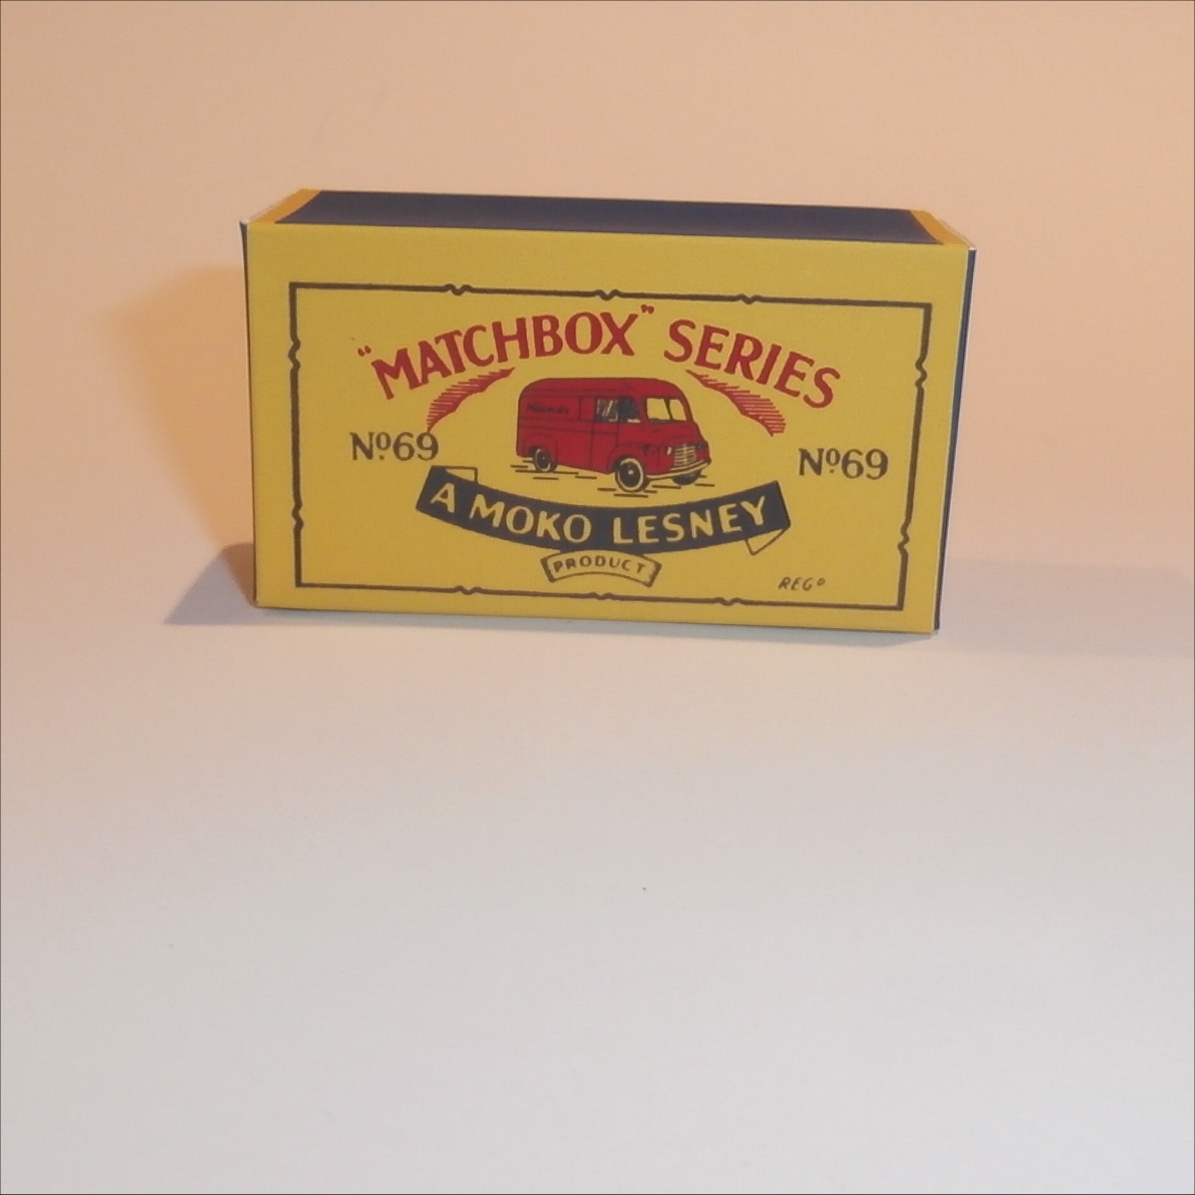 "MATCHBOX" SERIES
Nº69
Nº69
A MOKO LESNEY
PRODUCT
REGD